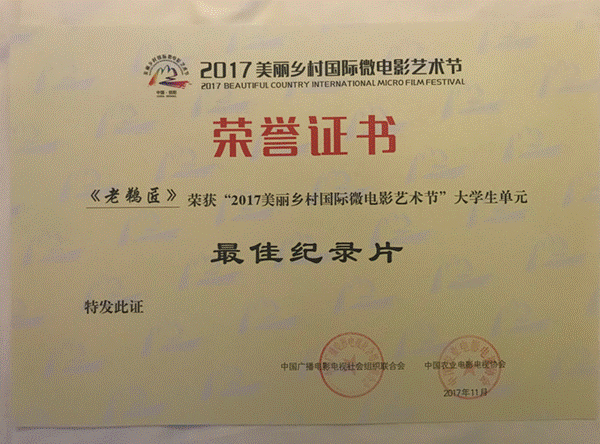 2017美丽乡村国际微电影艺术节
2017 BEAUTIFUL COUNTRY INTERNATIONAL MICRO FILM FESTIVAL
荣誉证书
《老鹅匠》荣获“2017美丽乡村国际微电影艺术节”大学生单元
最佳纪录片
特发此证
中国广播电影电视社会组织联合会 中国农业电影电视协会
2017年11月